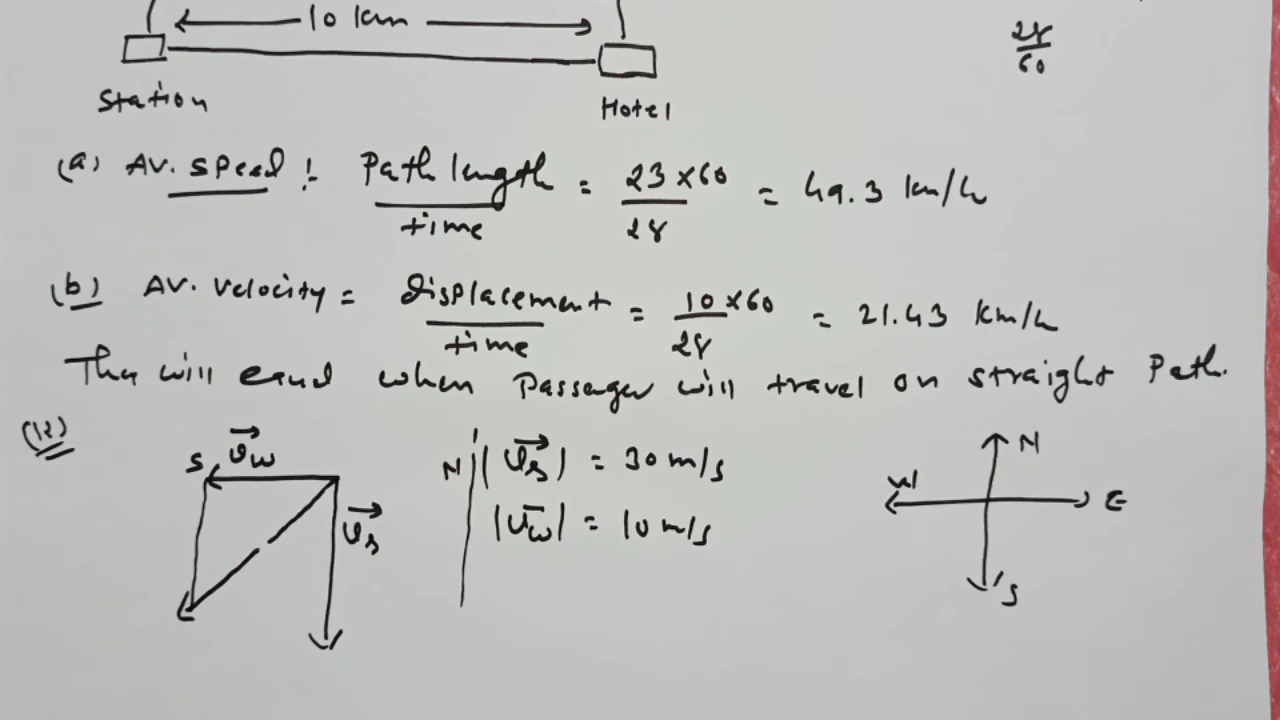 10 km
28
60
Station
Hotel
(a) Av. speed :- Path length = 23×60 = 49.3 km/h
time
28
(b) Av. velocity = displacement = 10×60 = 21.43 km/h
time
28
will equal when Passenger will travel on straight Path.
(12)
S
v⃗w
v⃗s
N
|v⃗s| = 30 m/s
|v⃗w| = 10 m/s
N
W
E
S